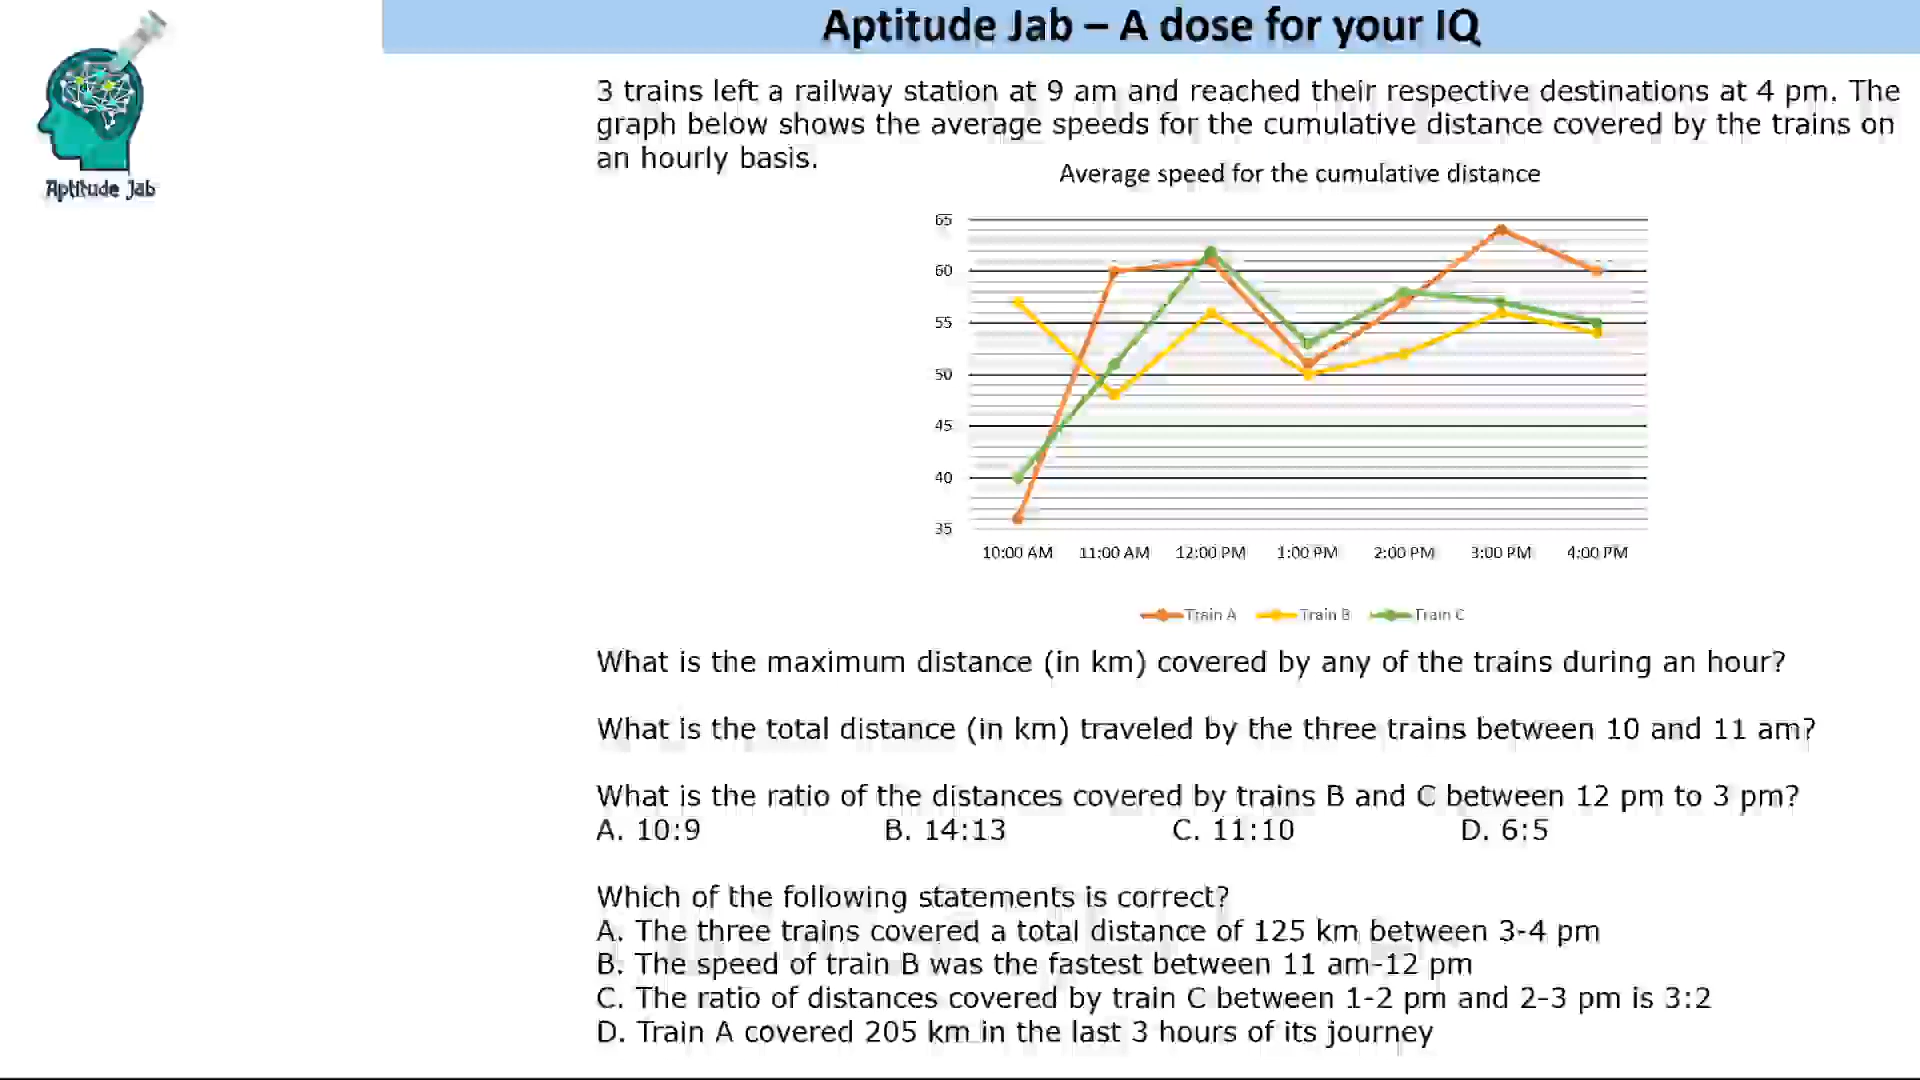 Aptitude Jab – A dose for your IQ
Aptitude Jab
3 trains left a railway station at 9 am and reached their respective destinations at 4 pm. The
graph below shows the average speeds for the cumulative distance covered by the trains on
an hourly basis.
Average speed for the cumulative distance
65
60
55
50
45
40
35
10:00 AM 11:00 AM 12:00 PM 1:00 PM 2:00 PM 3:00 PM 4:00 PM
Train A Train B Train C
What is the maximum distance (in km) covered by any of the trains during an hour?
What is the total distance (in km) traveled by the three trains between 10 and 11 am?
What is the ratio of the distances covered by trains B and C between 12 pm to 3 pm?
A. 10:9 B. 14:13 C. 11:10 D. 6:5
Which of the following statements is correct?
A. The three trains covered a total distance of 125 km between 3-4 pm
B. The speed of train B was the fastest between 11 am-12 pm
C. The ratio of distances covered by train C between 1-2 pm and 2-3 pm is 3:2
D. Train A covered 205 km in the last 3 hours of its journey